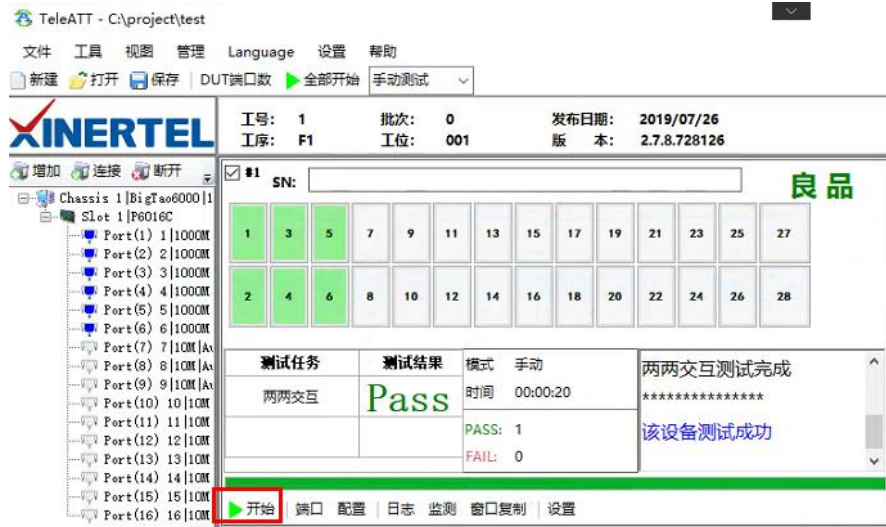 TeleATT - C:\project\test
文件 工具 视图 管理 Language 设置 帮助
新建 打开 保存 DUT端口数 全部开始 手动测试
XINERTEL
工号: 1 批次: 0 发布日期: 2019/07/26
工序: F1 工位: 001 版 本: 2.7.8.728126
增加 连接 断开
Chassis 1|BigTao6000|1
Slot 1|P6016C
Port(1) 1|1000M
Port(2) 2|1000M
Port(3) 3|1000M
Port(4) 4|1000M
Port(5) 5|1000M
Port(6) 6|1000M
Port(7) 7|10M|Au
Port(8) 8|10M|Au
Port(9) 9|10M|Au
Port(10) 10|10M
Port(11) 11|10M
Port(12) 12|10M
Port(13) 13|10M
Port(14) 14|10M
Port(15) 15|10M
Port(16) 16|10M
#1 SN: 良品
1 3 5 7 9 11 13 15 17 19 21 23 25 27
2 4 6 8 10 12 14 16 18 20 22 24 26 28
测试任务 测试结果
两两交互 Pass
模式 手动
时间 00:00:20
PASS: 1
FAIL: 0
两两交互测试完成
***************
该设备测试成功
开始 端口 配置 日志 监测 窗口复制 设置